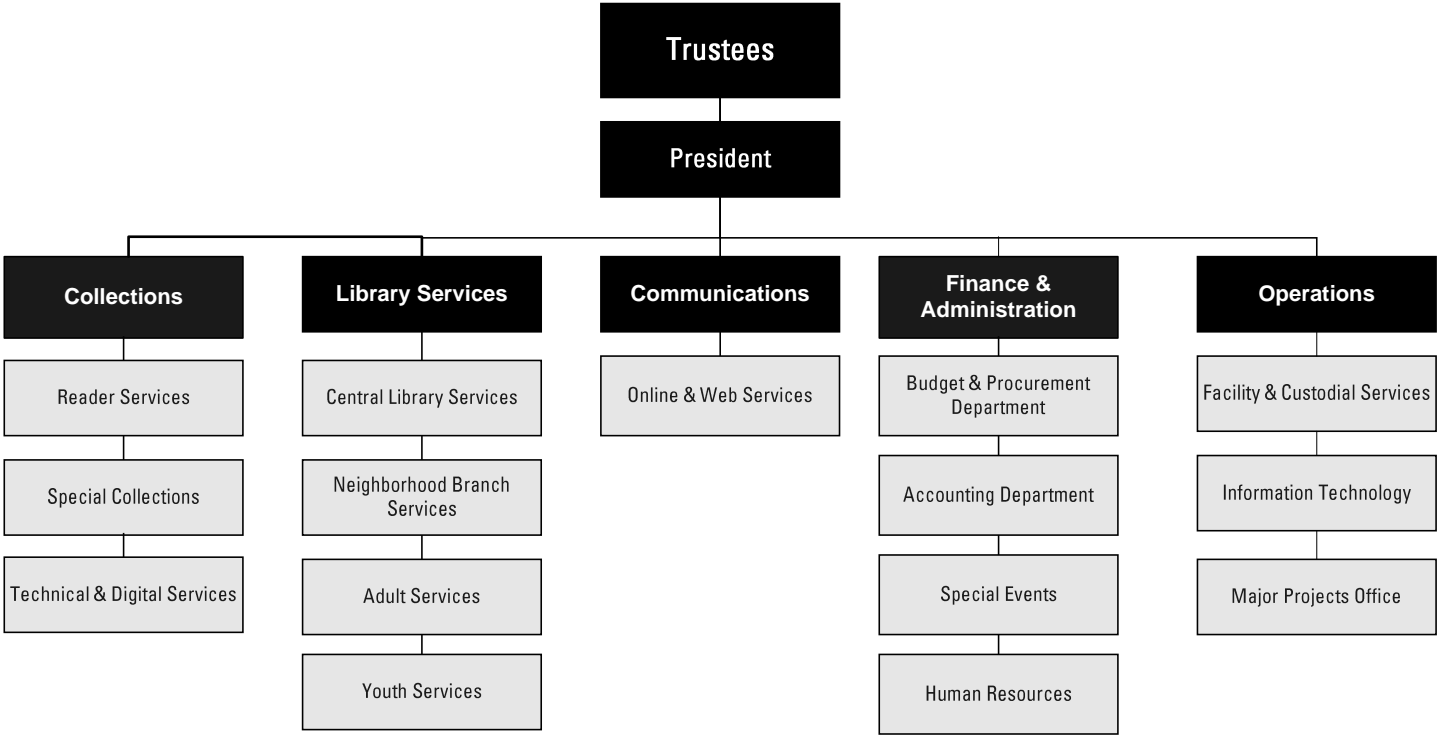 Trustees
President
Collections
Library Services
Communications
Finance &
Administration
Operations
Reader Services
Special Collections
Technical & Digital Services
Central Library Services
Neighborhood Branch
Services
Adult Services
Youth Services
Online & Web Services
Budget & Procurement
Department
Accounting Department
Special Events
Human Resources
Facility & Custodial Services
Information Technology
Major Projects Office